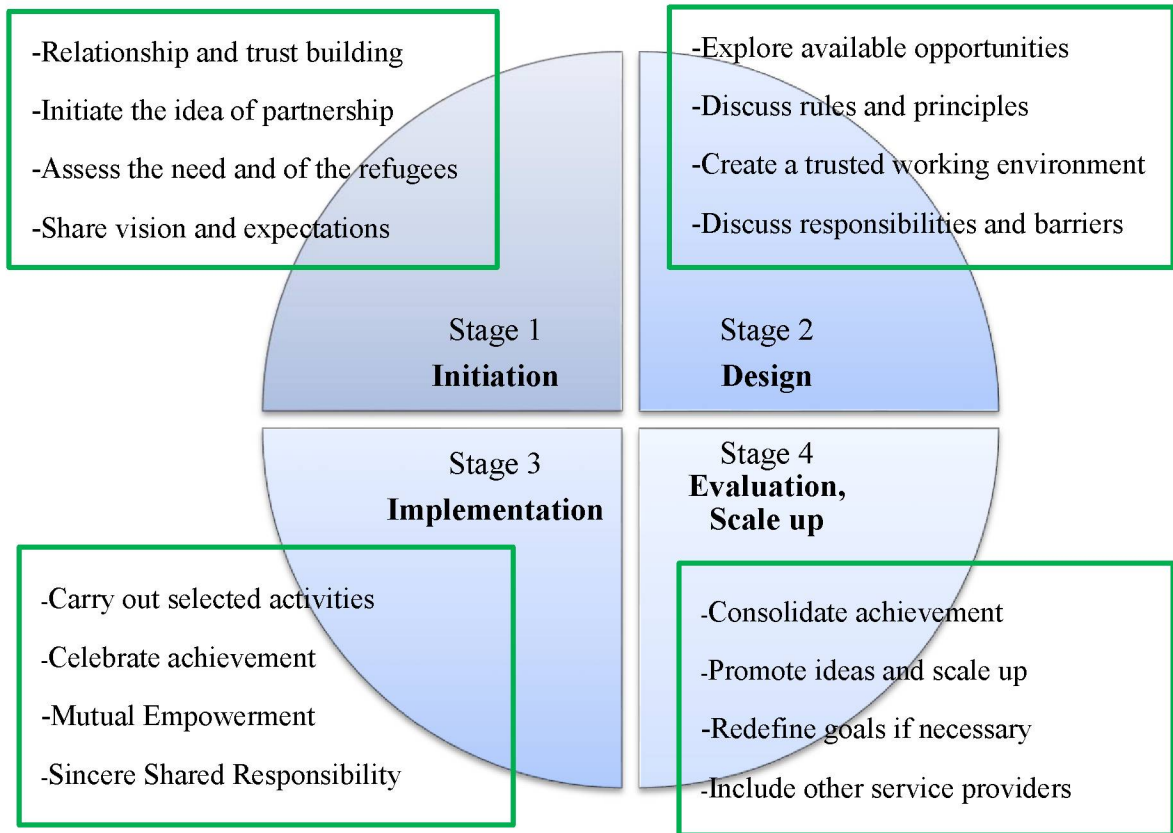 -Relationship and trust building
-Initiate the idea of partnership
-Assess the need and of the refugees
-Share vision and expectations
-Explore available opportunities
-Discuss rules and principles
-Create a trusted working environment
-Discuss responsibilities and barriers
Stage 1
Initiation
Stage 2
Design
Stage 3
Implementation
Stage 4
Evaluation,
Scale up
-Carry out selected activities
-Celebrate achievement
-Mutual Empowerment
-Sincere Shared Responsibility
-Consolidate achievement
-Promote ideas and scale up
-Redefine goals if necessary
-Include other service providers